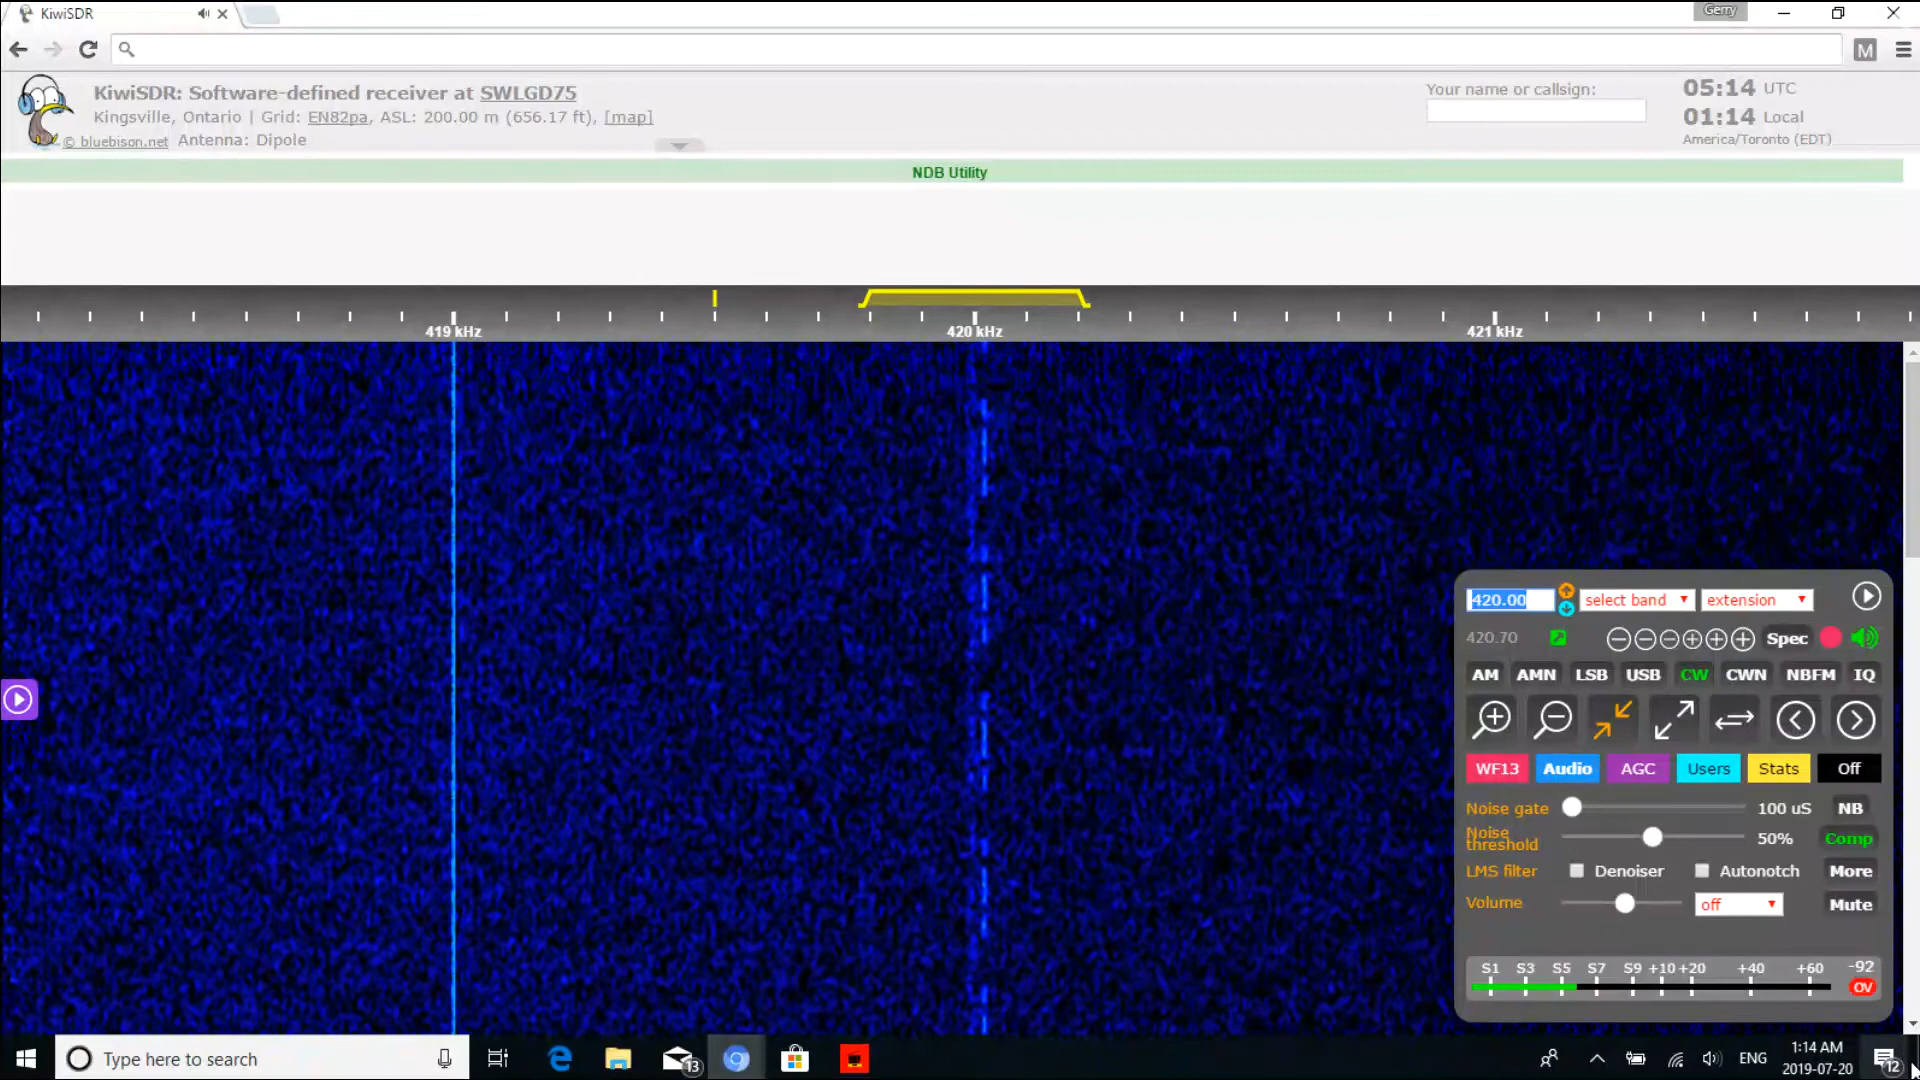 KiwiSDR
Gerry
M
KiwiSDR: Software-defined receiver at SWLGD75
Kingsville, Ontario | Grid: EN82pa, ASL: 200.00 m (656.17 ft), [map]
© bluebison.net Antenna: Dipole
Your name or callsign:
05:14 UTC
01:14 Local
America/Toronto (EDT)
NDB Utility
419 kHz 420 kHz 421 kHz
420.00 select band extension
420.70 Spec
AM AMN LSB USB CW CWN NBFM IQ
WF13 Audio AGC Users Stats Off
Noise gate 100 uS NB
Noise threshold 50% Comp
LMS filter Denoiser Autonotch More
Volume off Mute
S1 S3 S5 S7 S9 +10 +20 +40 +60 -92
OV
Type here to search
13
ENG
1:14 AM
2019-07-20
12